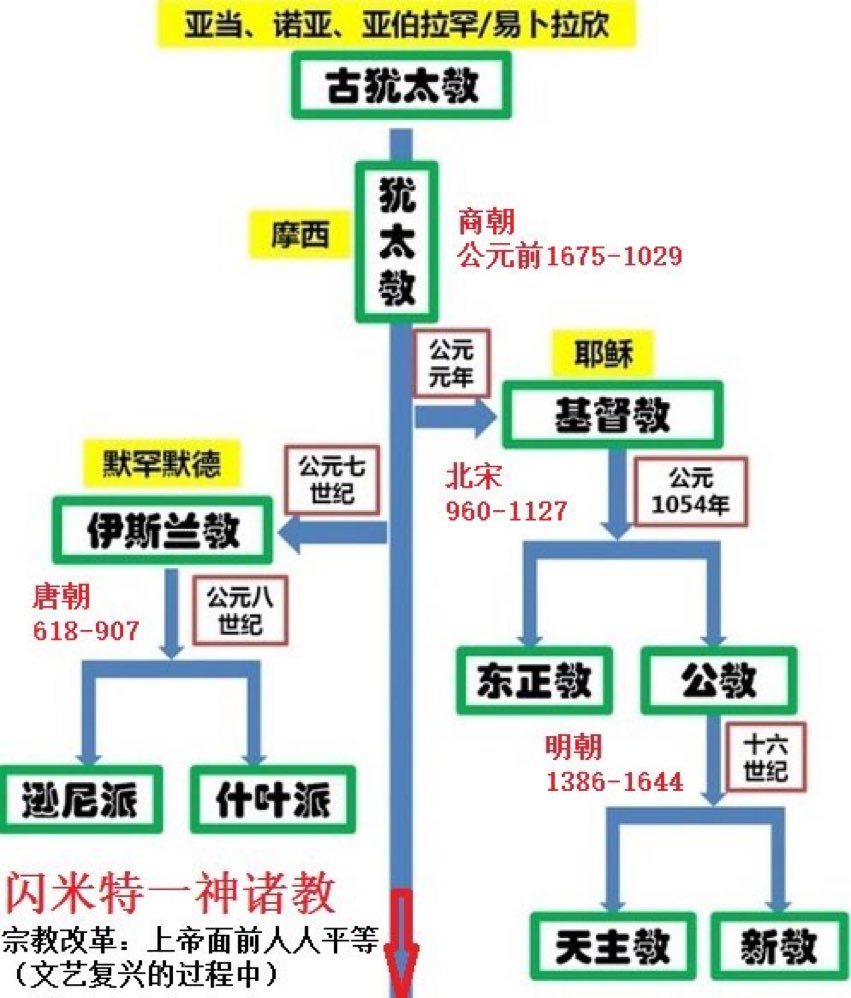 亚当、诺亚、亚伯拉罕/易卜拉欣
古犹太教
摩西
犹
太
教
商朝
公元前1675-1029
公元
元年
耶稣
基督教
默罕默德
公元七
世纪
伊斯兰教
北宋
960-1127
公元
1054年
唐朝
618-907
公元八
世纪
东正教
公教
明朝
1386-1644
十六
世纪
逊尼派
什叶派
闪米特一神诸教
宗教改革：上帝面前人人平等
（文艺复兴的过程中）
天主教
新教